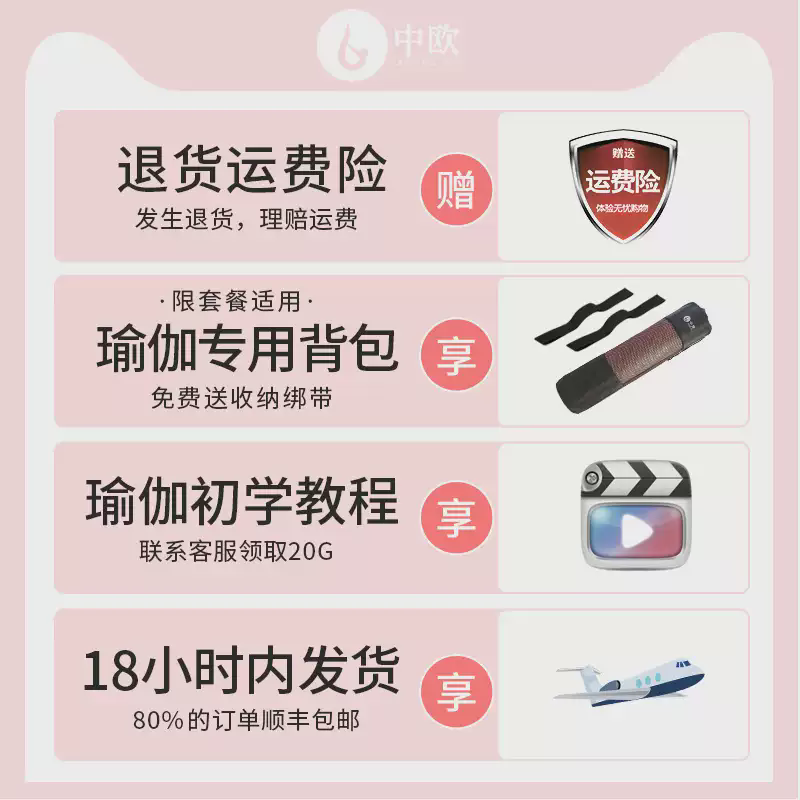 中欧
退货运费险
发生退货，理赔运费
赠
赠送
运费险
体验无忧购物
·限套餐适用·
瑜伽专用背包
免费送收纳绑带
享
瑜伽初学教程
联系客服领取20G
享
18小时内发货
80%的订单顺丰包邮
享